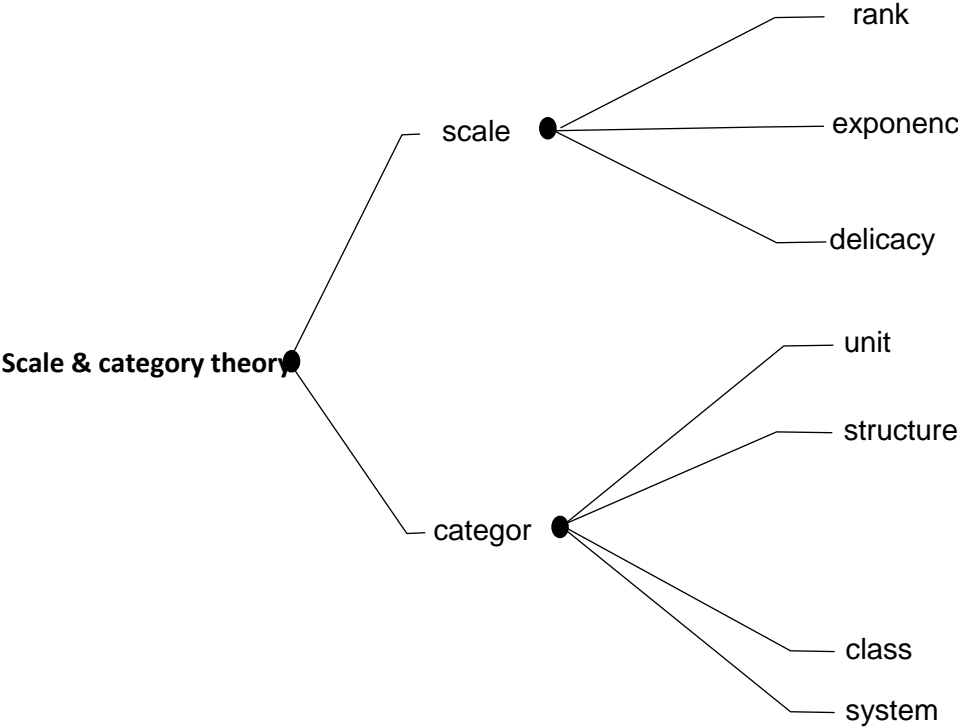 rank
scale
exponenc
delicacy
Scale & category theory
unit
structure
categor
class
system